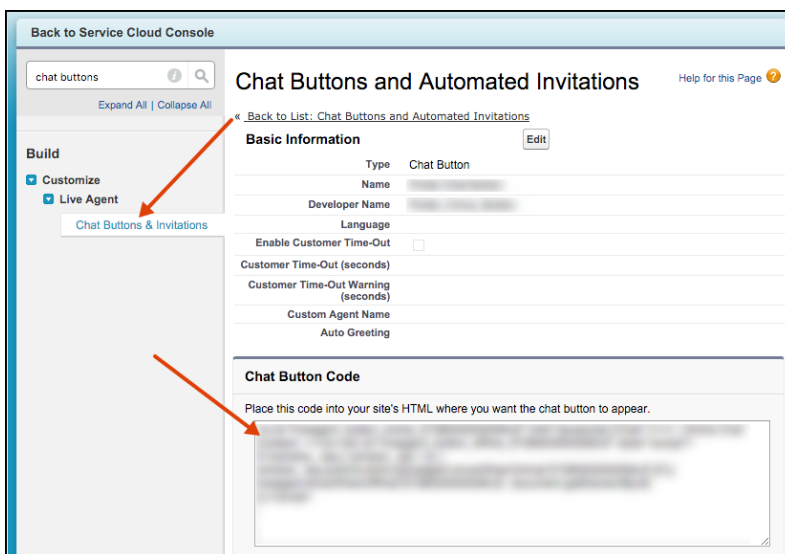 Back to Service Cloud Console
chat buttons
Expand All | Collapse All
Build
Customize
Live Agent
Chat Buttons & Invitations
Chat Buttons and Automated Invitations
Help for this Page
« Back to List: Chat Buttons and Automated Invitations
Basic Information
Edit
Type Chat Button
Name
Developer Name
Language
Enable Customer Time-Out
Customer Time-Out (seconds)
Customer Time-Out Warning
(seconds)
Custom Agent Name
Auto Greeting
Chat Button Code
Place this code into your site's HTML where you want the chat button to appear.